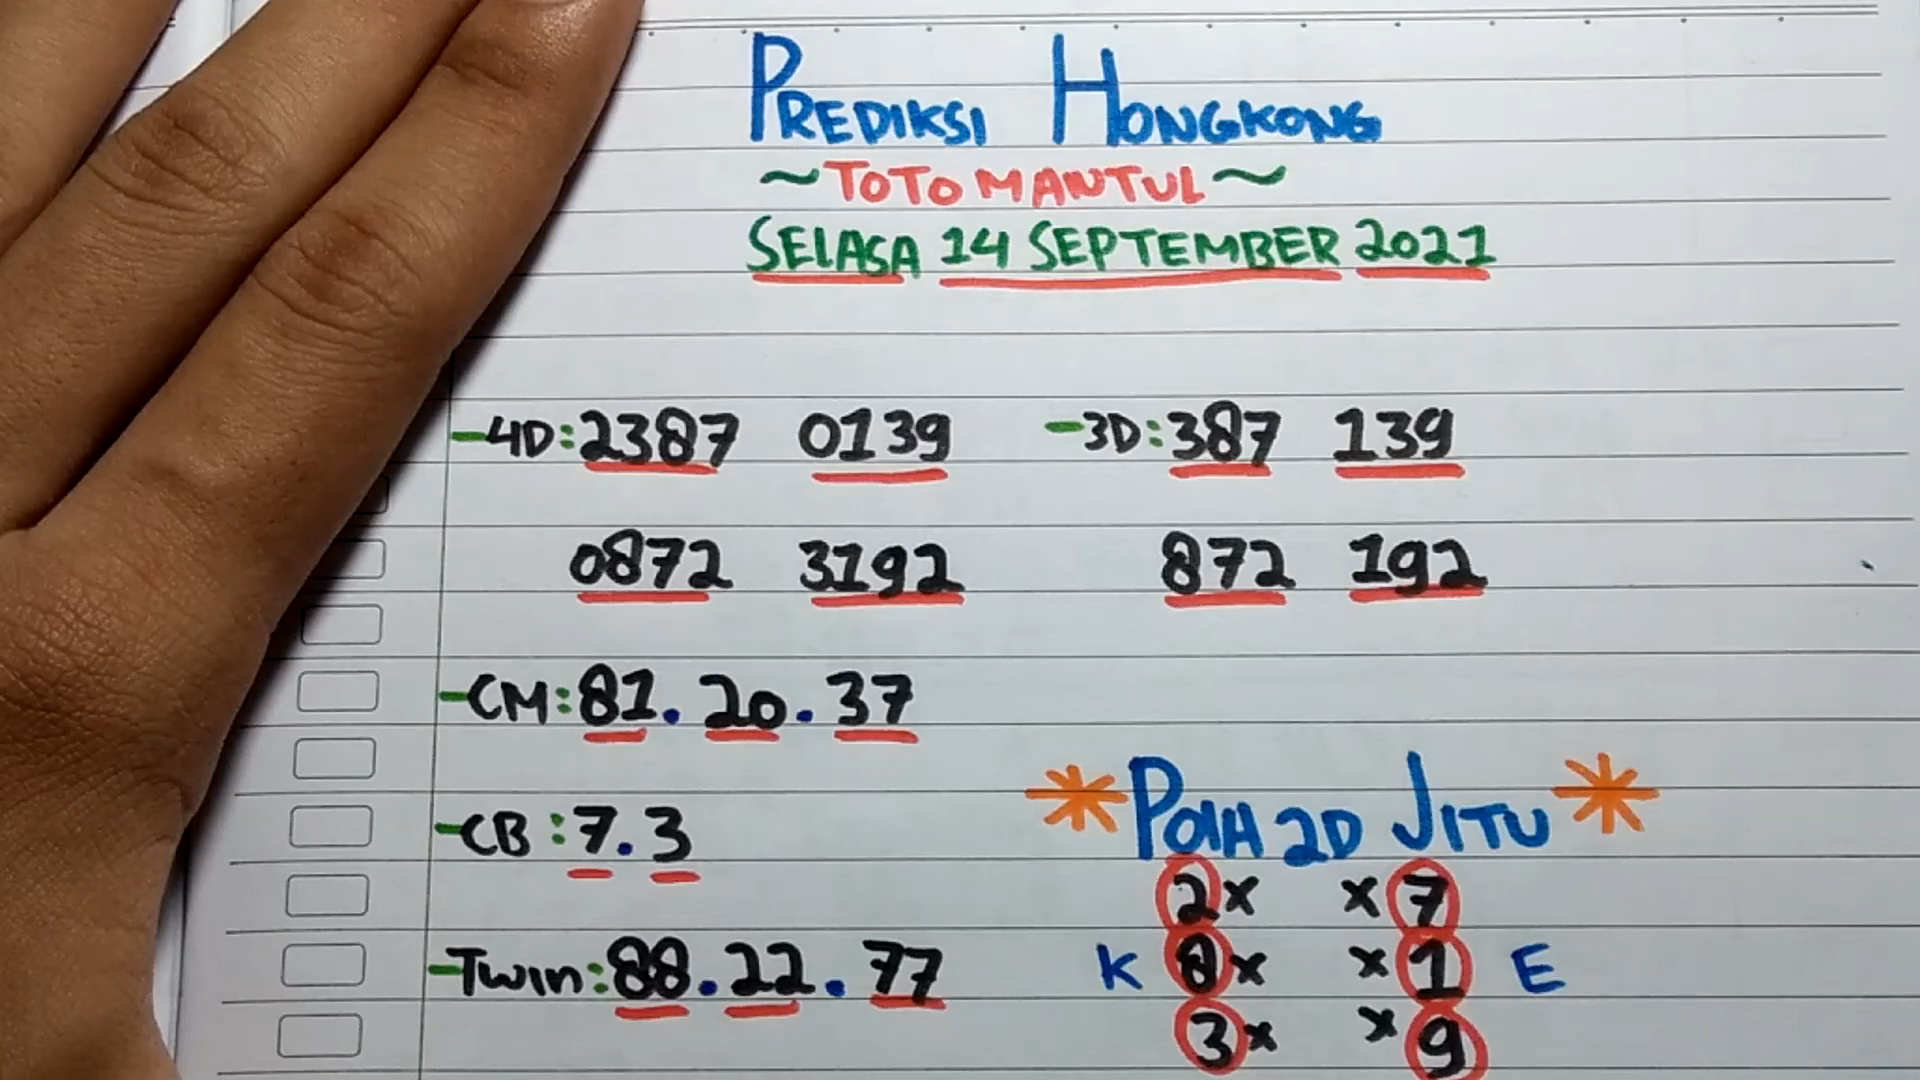 PREDIKSI HONGKONG
~TOTO MANTUL~
SELASA 14 SEPTEMBER 2021
-4D: 2387 0139 -3D: 387 139
0872 3192 872 192
-CM: 81. 20. 37
-CB: 7. 3
*POLA 2D JITU*
2x x7
-Twin: 88. 22. 77
K 8x x1 E
3x x9